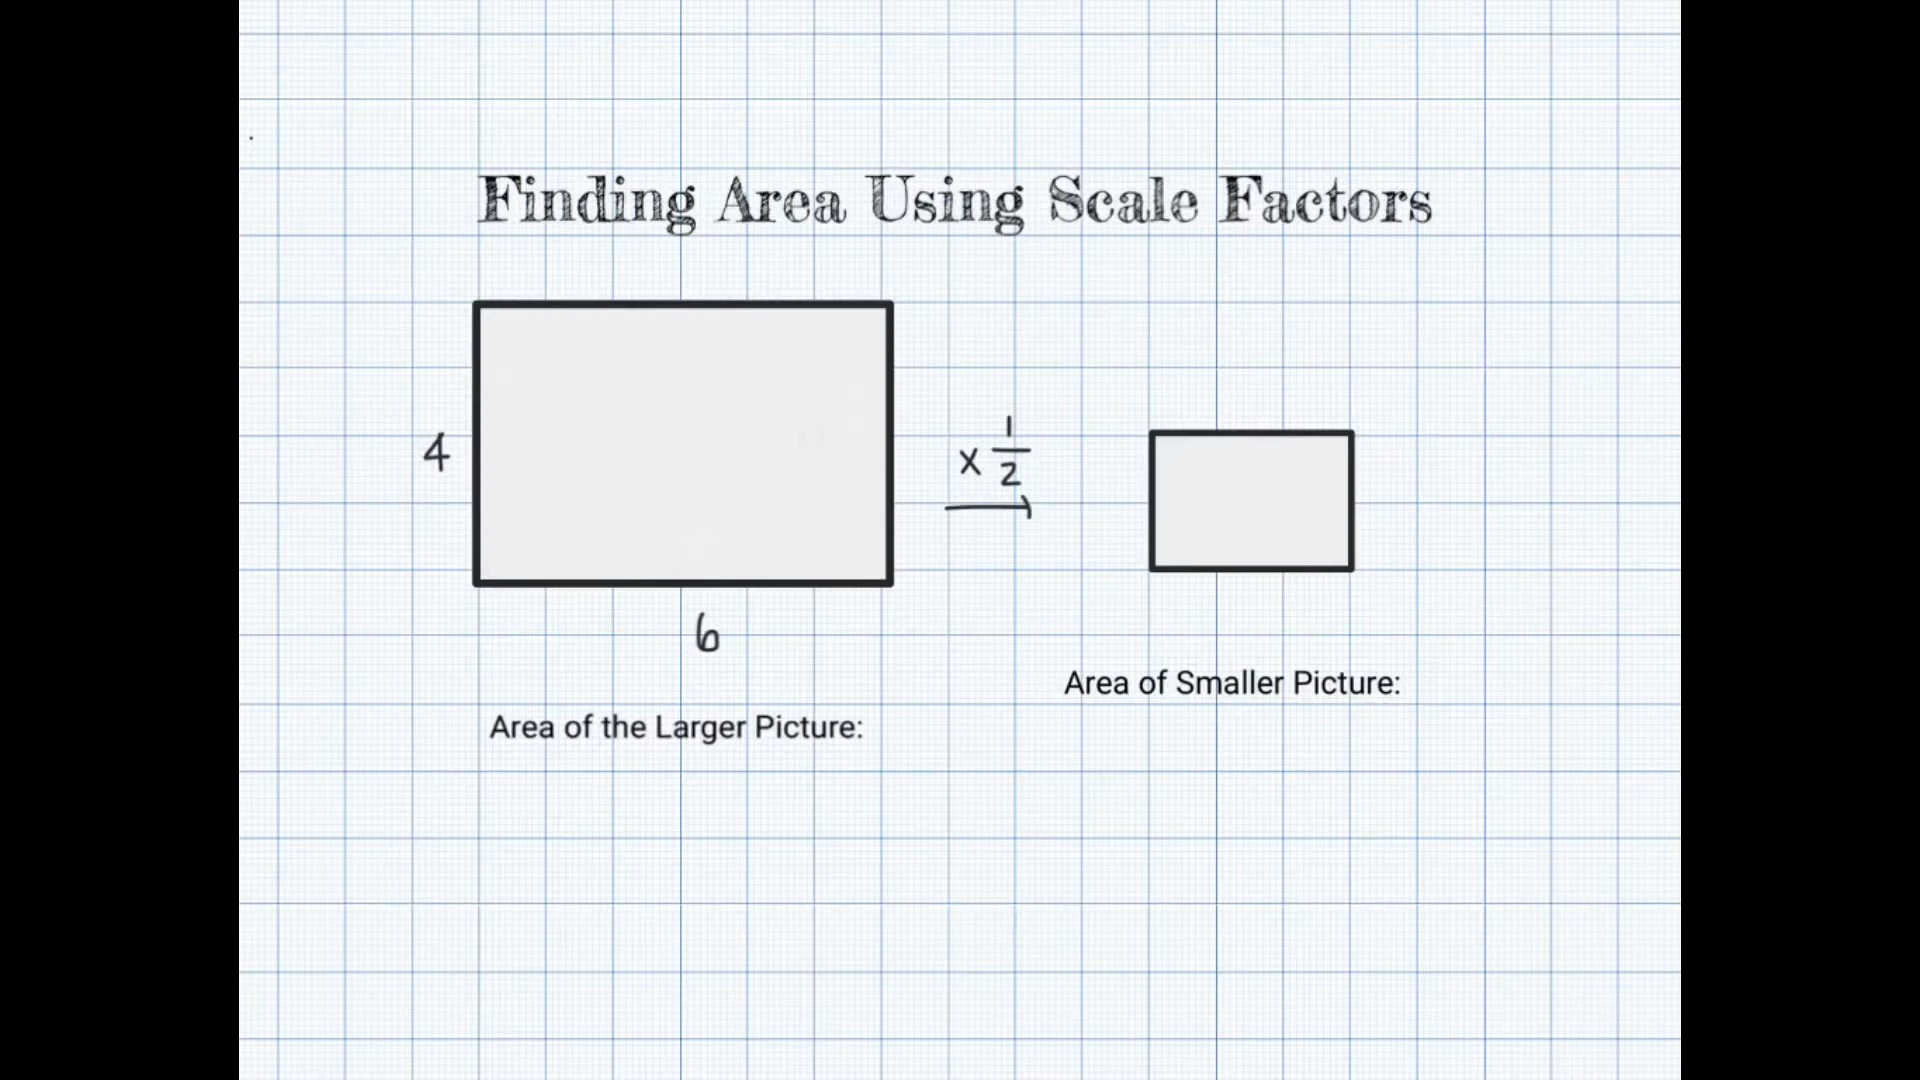 Finding Area Using Scale Factors
4
x 1/2
6
Area of Smaller Picture:
Area of the Larger Picture: